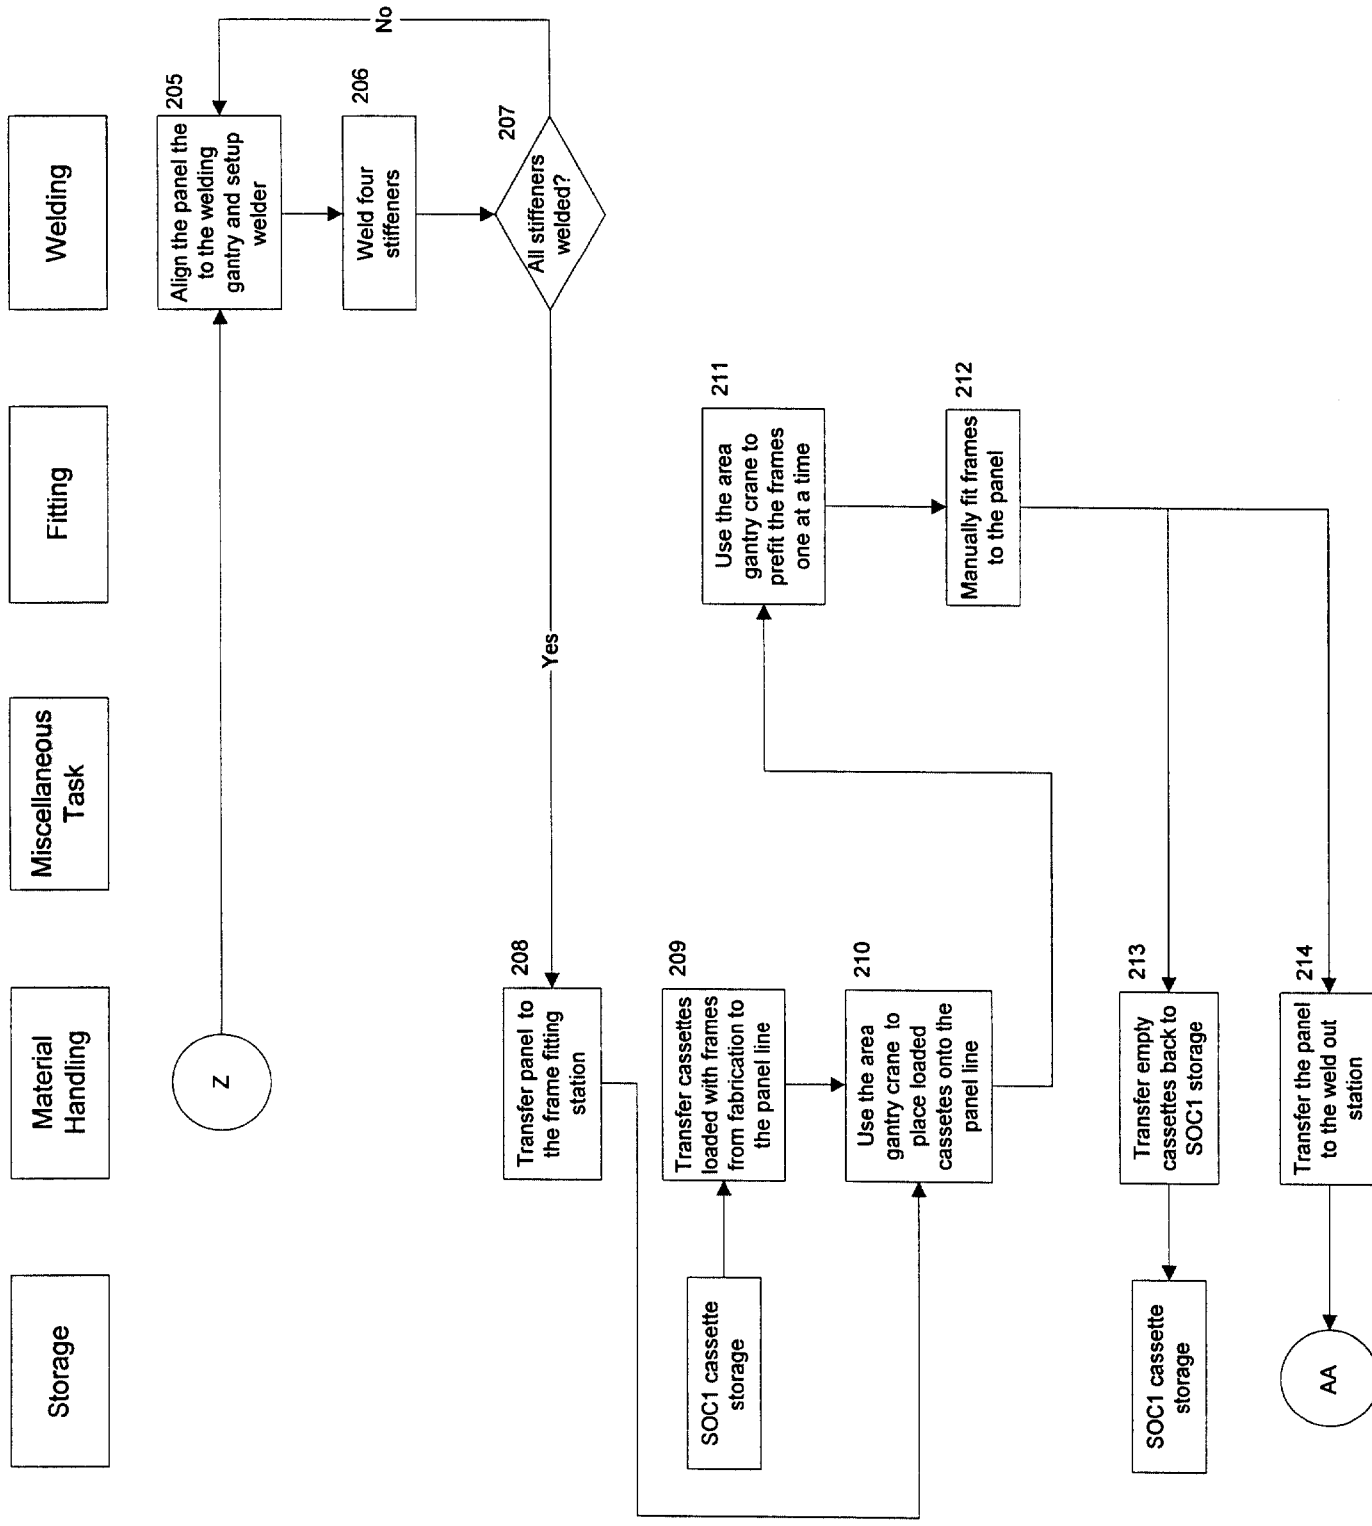 Storage
Material
Handling
Miscellaneous
Task
Fitting
Welding
Z
Align the panel the
to the welding
gantry and setup
welder
205
Weld four
stiffeners
206
All stiffeners
welded?
207
No
Yes
Transfer panel to
the frame fitting
station
208
SOC1 cassette
storage
Transfer cassettes
loaded with frames
from fabrication to
the panel line
209
Use the area
gantry crane to
place loaded
cassetes onto the
panel line
210
Use the area
gantry crane to
prefit the frames
one at a time
211
Manually fit frames
to the panel
212
Transfer empty
cassettes back to
SOC1 storage
213
SOC1 cassette
storage
Transfer the panel
to the weld out
station
214
AA